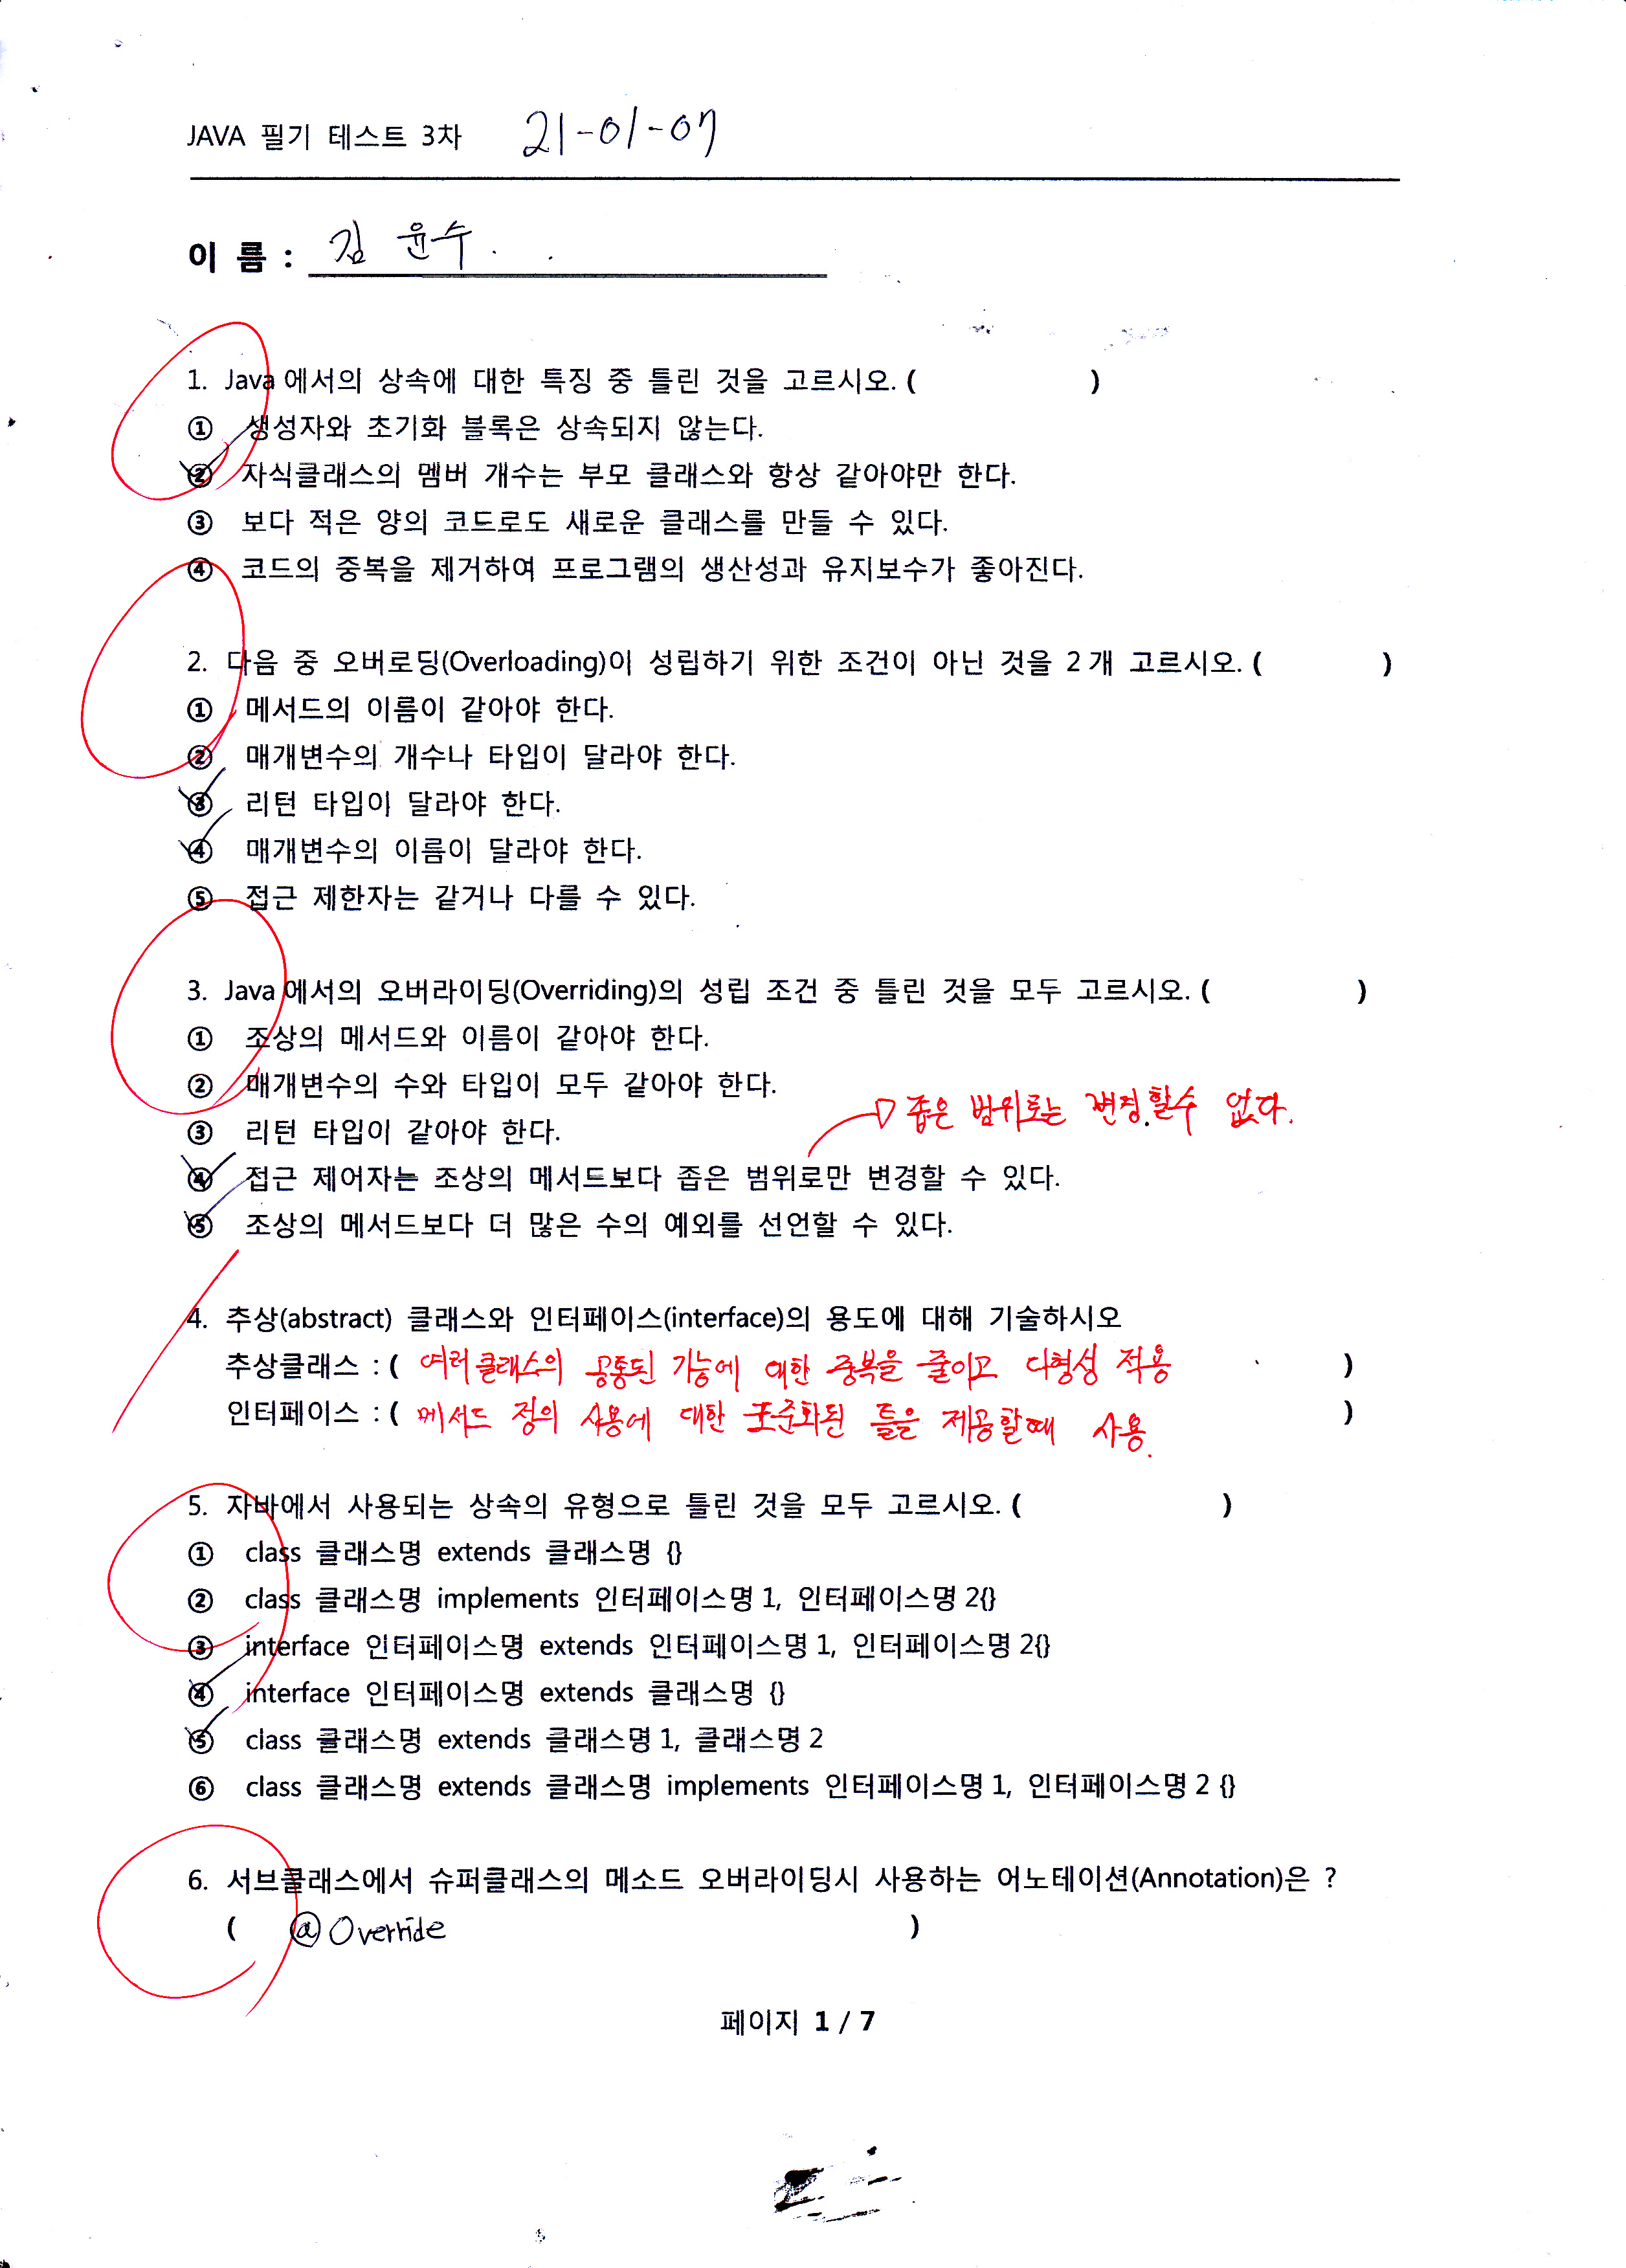 JAVA 필기 테스트 3차 21-01-07
이 름 : 김 윤수
1. Java 에서의 상속에 대한 특징 중 틀린 것을 고르시오. ( )
① 생성자와 초기화 블록은 상속되지 않는다.
② 자식클래스의 멤버 개수는 부모 클래스와 항상 같아야만 한다.
③ 보다 적은 양의 코드로도 새로운 클래스를 만들 수 있다.
④ 코드의 중복을 제거하여 프로그램의 생산성과 유지보수가 좋아진다.
2. 다음 중 오버로딩(Overloading)이 성립하기 위한 조건이 아닌 것을 2개 고르시오. ( )
① 메서드의 이름이 같아야 한다.
② 매개변수의 개수나 타입이 달라야 한다.
③ 리턴 타입이 달라야 한다.
④ 매개변수의 이름이 달라야 한다.
⑤ 접근 제한자는 같거나 다를 수 있다.
3. Java 에서의 오버라이딩(Overriding)의 성립 조건 중 틀린 것을 모두 고르시오. ( )
① 조상의 메서드와 이름이 같아야 한다.
② 매개변수의 수와 타입이 모두 같아야 한다.
좁은 범위로는 변경할수 없다.
③ 리턴 타입이 같아야 한다.
④ 접근 제어자는 조상의 메서드보다 좁은 범위로만 변경할 수 있다.
⑤ 조상의 메서드보다 더 많은 수의 예외를 선언할 수 있다.
4. 추상(abstract) 클래스와 인터페이스(interface)의 용도에 대해 기술하시오
추상클래스 : ( 여러클래스의 공통된 기능에 대한 중복을 줄이고 다형성 적용 )
인터페이스 : ( 메서드 정의 사용에 대한 표준화된 틀을 제공할때 사용. )
5. 자바에서 사용되는 상속의 유형으로 틀린 것을 모두 고르시오. ( )
① class 클래스명 extends 클래스명 {}
② class 클래스명 implements 인터페이스명 1, 인터페이스명 2{}
③ interface 인터페이스명 extends 인터페이스명 1, 인터페이스명 2{}
④ interface 인터페이스명 extends 클래스명 {}
⑤ class 클래스명 extends 클래스명 1, 클래스명 2
⑥ class 클래스명 extends 클래스명 implements 인터페이스명 1, 인터페이스명 2 {}
6. 서브클래스에서 슈퍼클래스의 메소드 오버라이딩시 사용하는 어노테이션(Annotation)은 ?
( @Override )
페이지 1 / 7